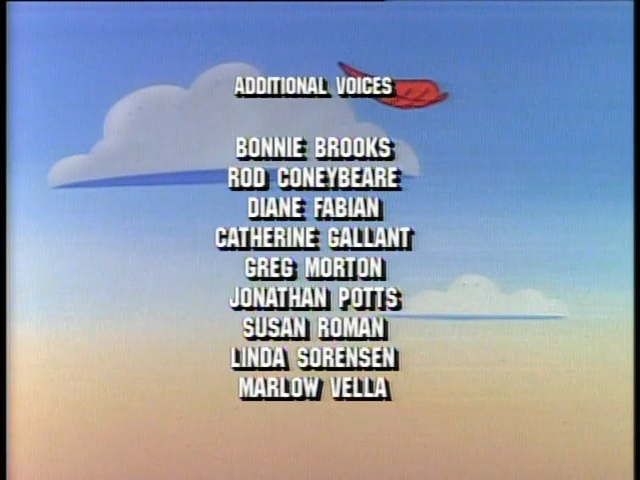 ADDITIONAL VOICES
BONNIE BROOKS
ROD CONEYBEARE
DIANE FABIAN
CATHERINE GALLANT
GREG MORTON
JONATHAN POTTS
SUSAN ROMAN
LINDA SORENSEN
MARLOW VELLA